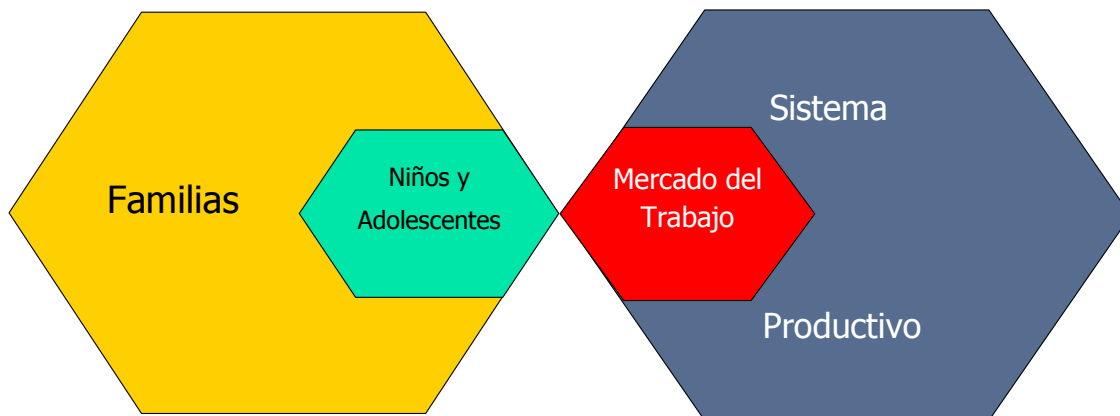 Familias
Niños y
Adolescentes
Mercado del
Trabajo
Sistema
Productivo